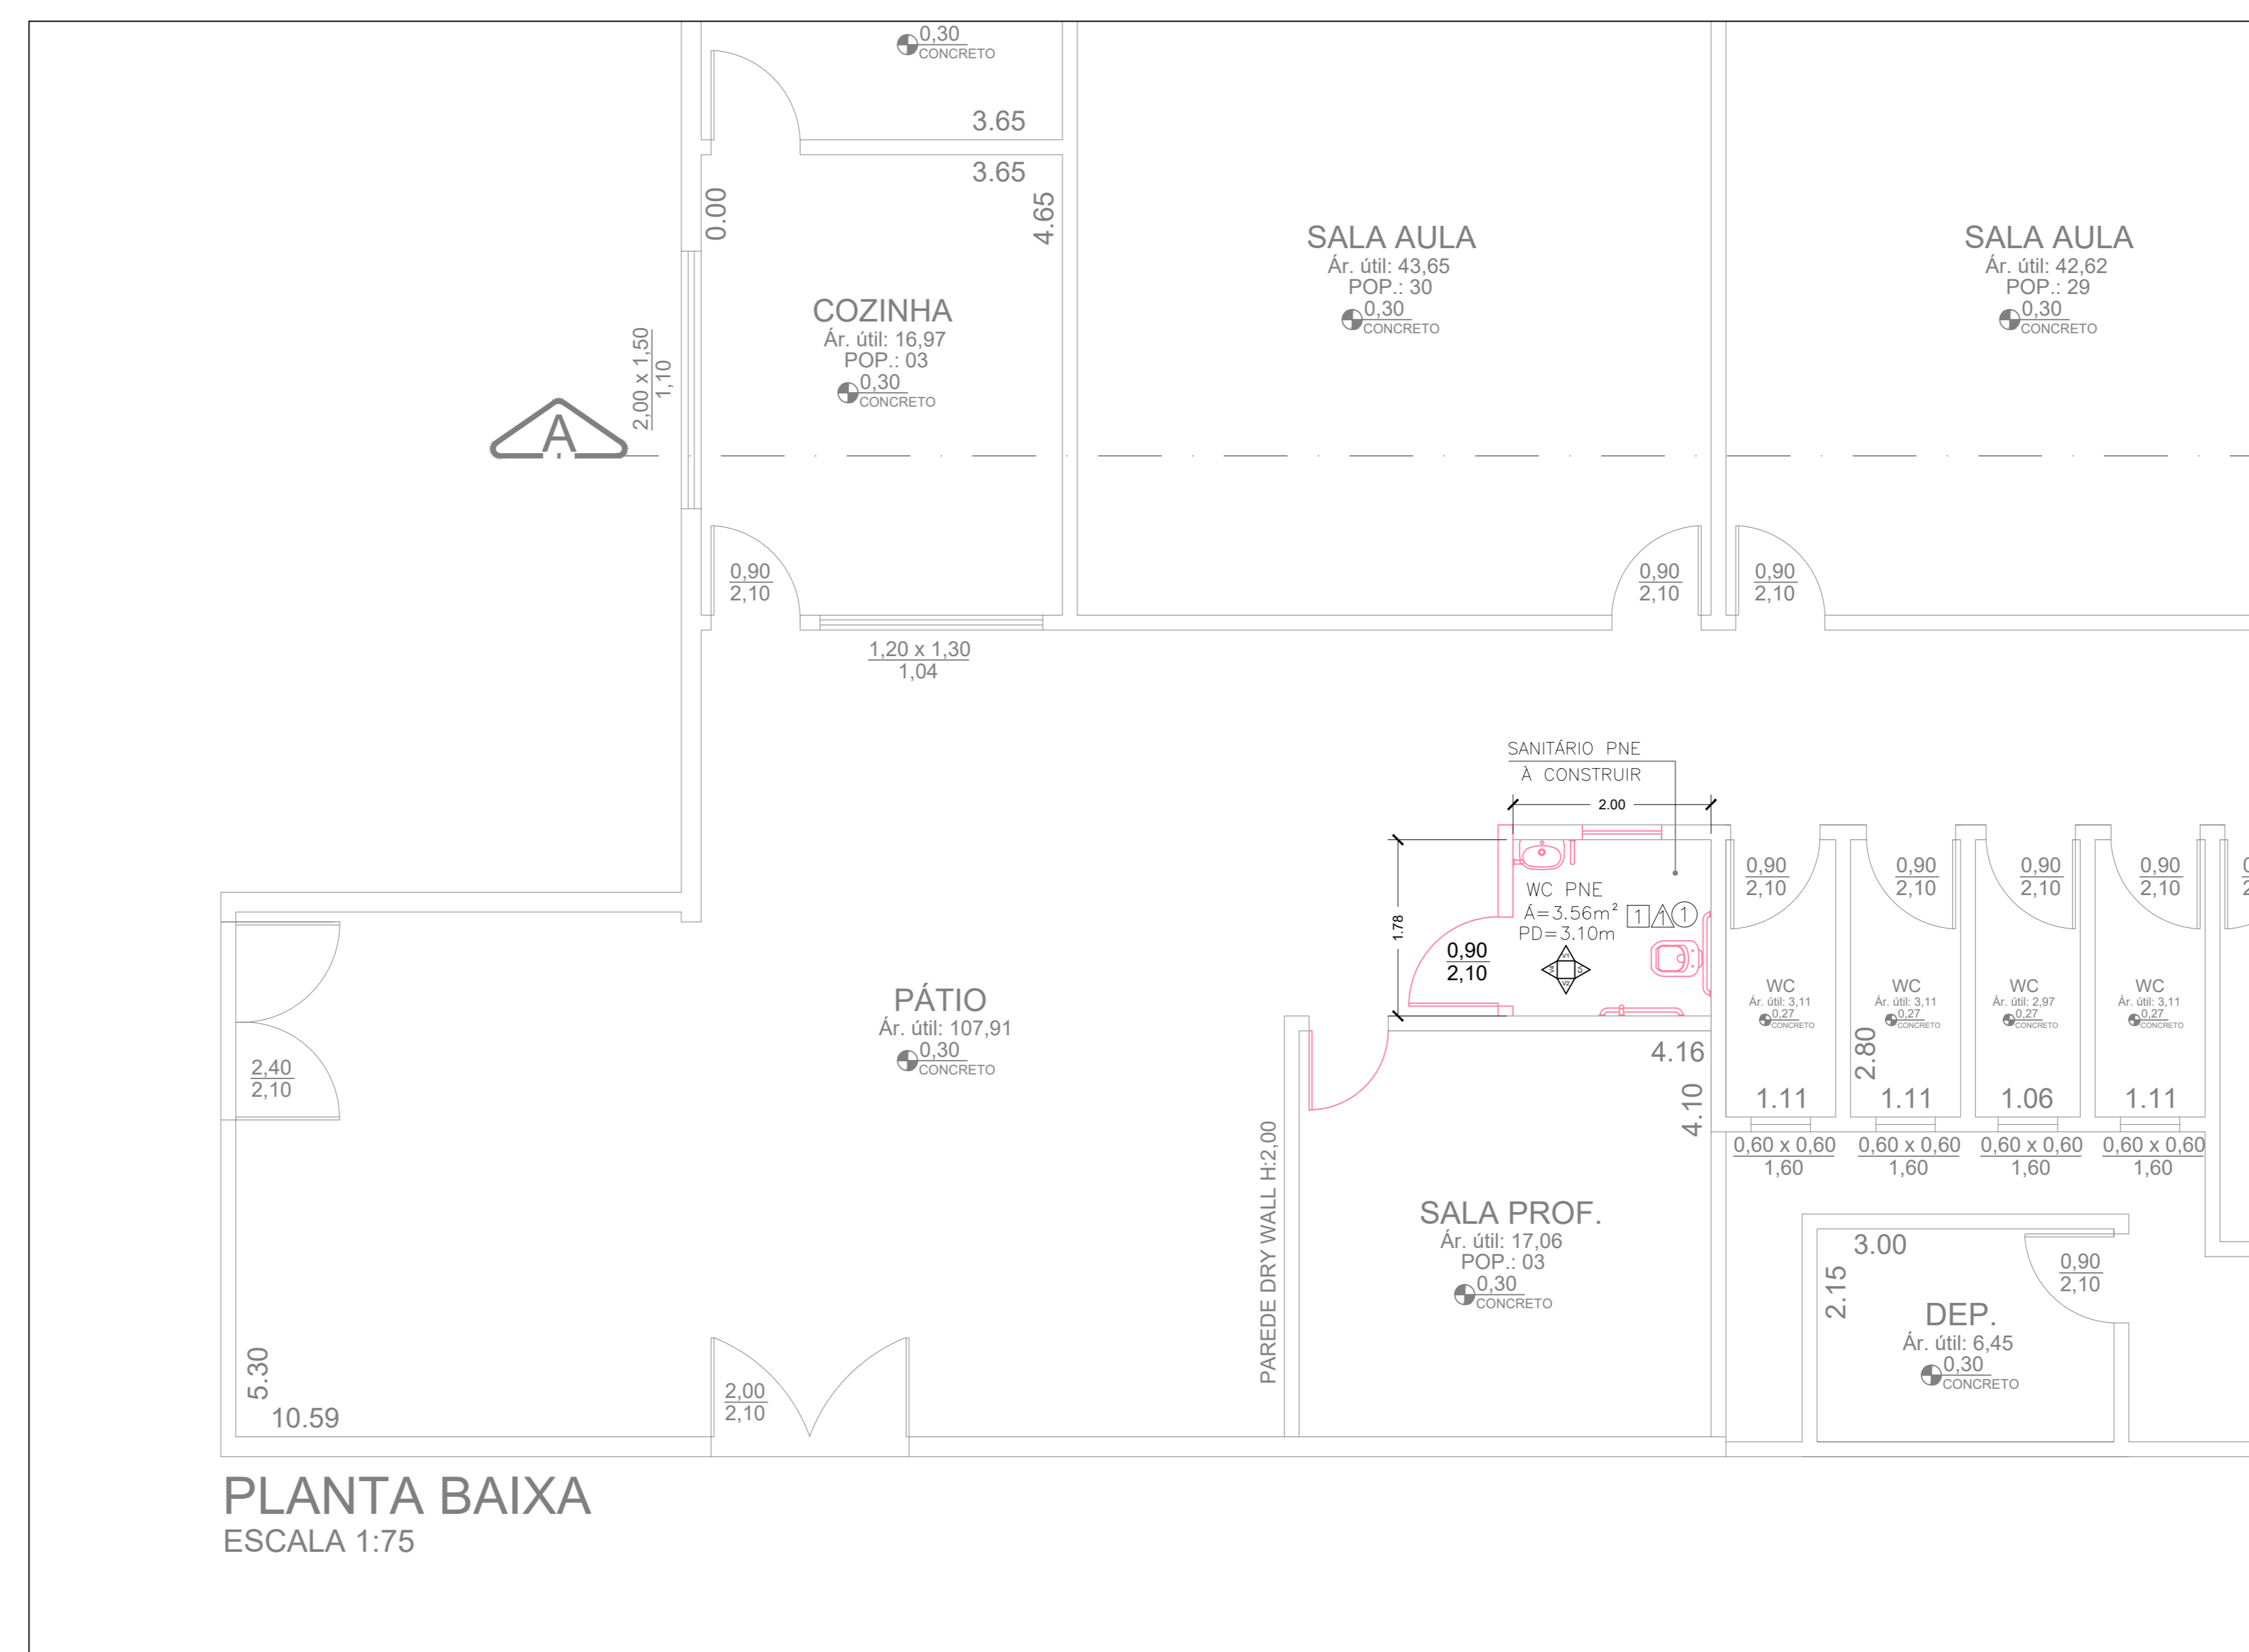 0,30
CONCRETO
3.65
3.65
0.00
4.65
COZINHA
Ár. útil: 16,97
POP.: 03
0,30
CONCRETO
2,00 x 1,50
1,10
A
0,90
2,10
1,20 x 1,30
1,04
SALA AULA
Ár. útil: 43,65
POP.: 30
0,30
CONCRETO
0,90
2,10
SALA AULA
Ár. útil: 42,62
POP.: 29
0,30
CONCRETO
0,90
2,10
SANITÁRIO PNE
À CONSTRUIR
2.00
1.78
WC PNE
Á=3.56m²
PD=3.10m
1 1 1
0,90
2,10
V1
V2
0,90
2,10
0,90
2,10
0,90
2,10
0,90
2,10
WC
Ár. útil: 3,11
0,27
CONCRETO
WC
Ár. útil: 3,11
0,27
CONCRETO
WC
Ár. útil: 2,97
0,27
CONCRETO
WC
Ár. útil: 3,11
0,27
CONCRETO
2.80
1.11
1.11
1.06
1.11
0,60 x 0,60
1,60
0,60 x 0,60
1,60
0,60 x 0,60
1,60
0,60 x 0,60
1,60
PÁTIO
Ár. útil: 107,91
0,30
CONCRETO
2,40
2,10
5.30
10.59
2,00
2,10
PAREDE DRY WALL H:2,00
4.16
4.10
SALA PROF.
Ár. útil: 17,06
POP.: 03
0,30
CONCRETO
3.00
2.15
0,90
2,10
DEP.
Ár. útil: 6,45
0,30
CONCRETO
PLANTA BAIXA
ESCALA 1:75